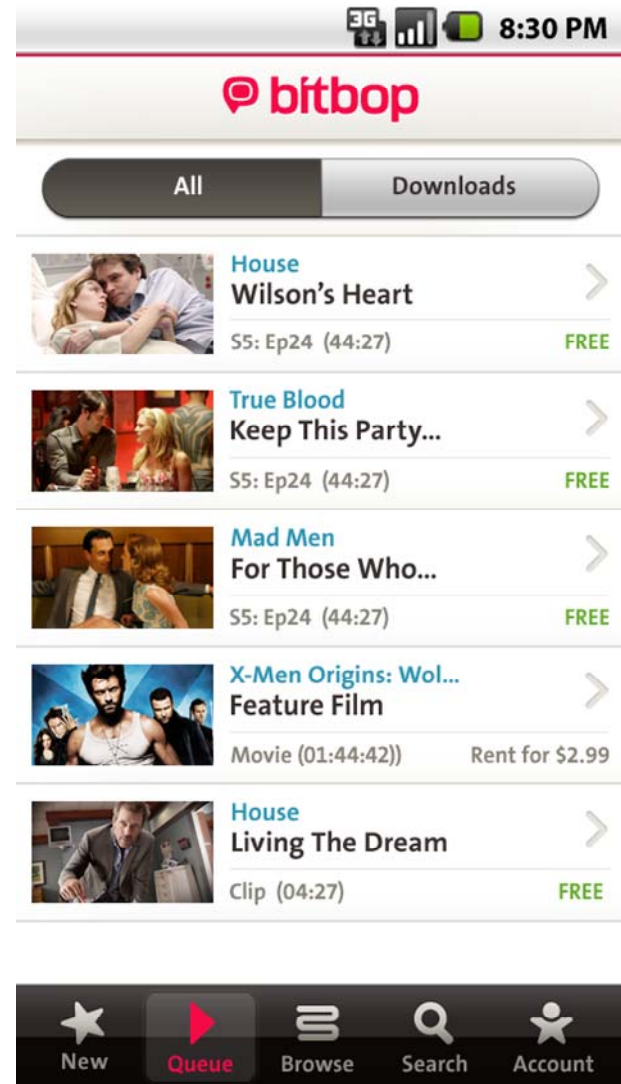 3G 8:30 PM
bitbop
All Downloads
House
Wilson's Heart
S5: Ep24 (44:27) FREE
True Blood
Keep This Party...
S5: Ep24 (44:27) FREE
Mad Men
For Those Who...
S5: Ep24 (44:27) FREE
X-Men Origins: Wol...
Feature Film
Movie (01:44:42)) Rent for $2.99
House
Living The Dream
Clip (04:27) FREE
New Queue Browse Search Account